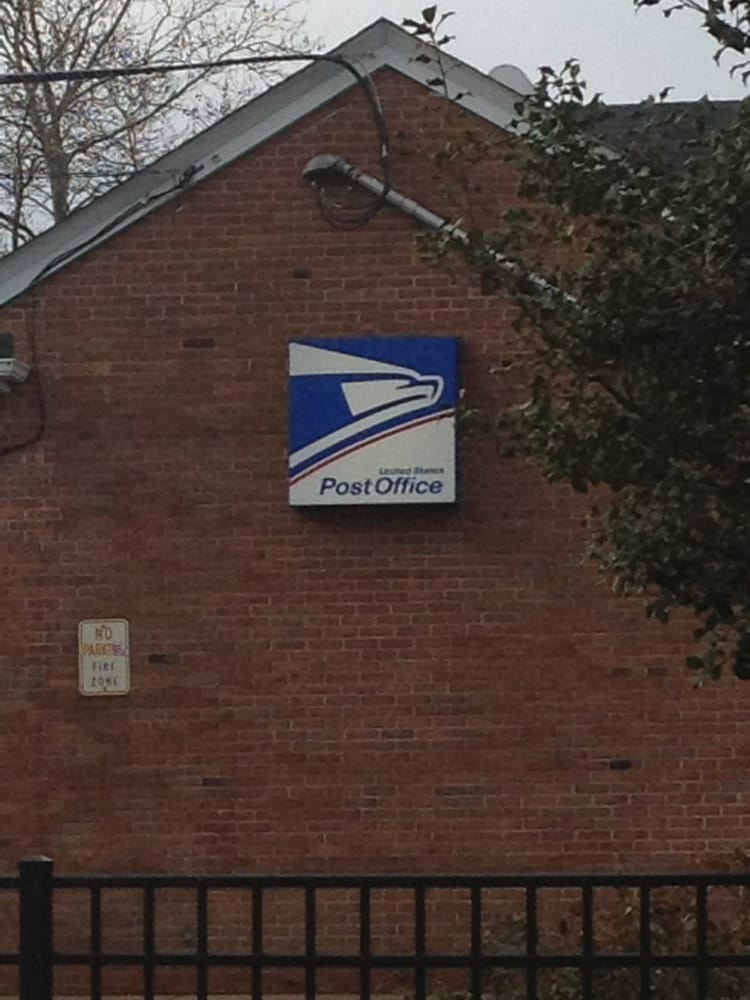 United States
Post Office
NO
PARKING
FIRE
ZONE